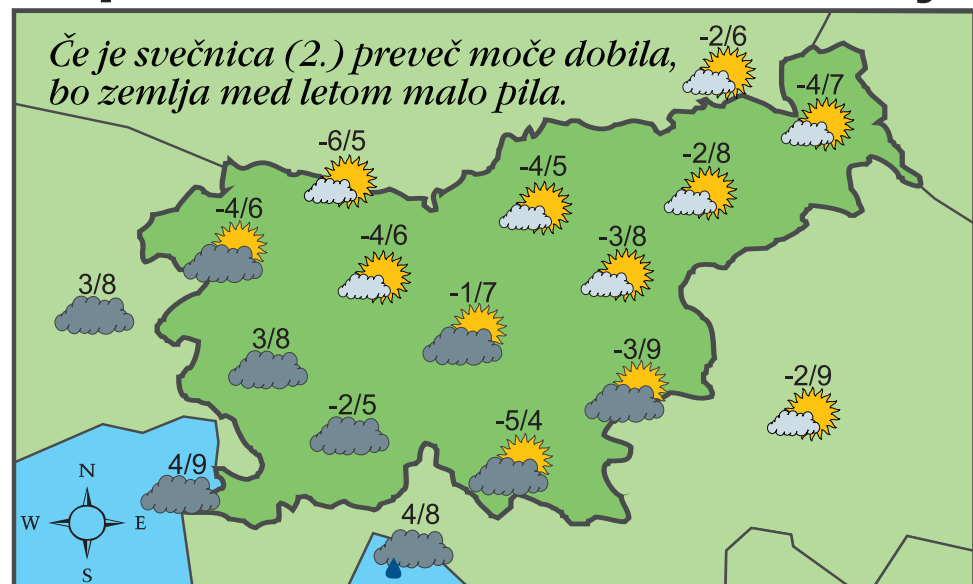 Če je svečnica (2.) preveč moče dobila,
bo zemlja med letom malo pila.
-2/6
-4/7
-6/5
-4/5
-2/8
-4/6
-4/6
-3/8
3/8
-1/7
3/8
-3/9
-2/9
-2/5
-5/4
4/9
4/8
N
W
E
S